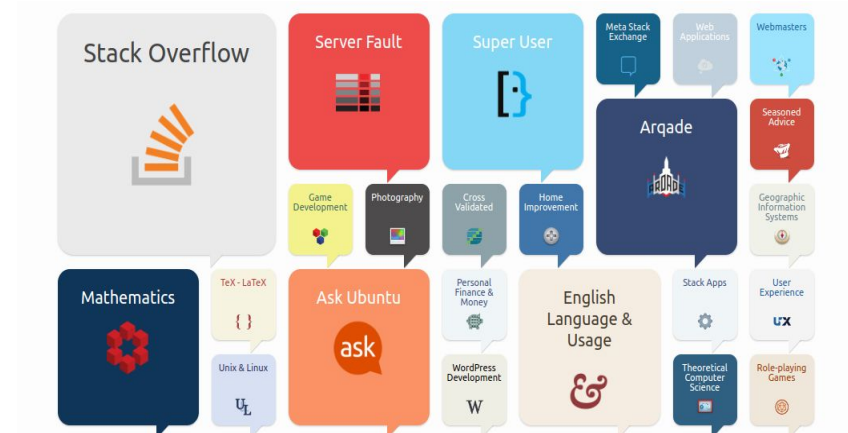 Stack Overflow
Server Fault
Super User
Meta Stack
Exchange
Web
Applications
Webmasters
Arqade
ARQADE
Seasoned
Advice
Game
Development
Photography
Cross
Validated
Home
Improvement
Geographic
Information
Systems
Mathematics
TeX - LaTeX
{ }
Ask Ubuntu
ask
Personal
Finance &
Money
English
Language &
Usage
&
Stack Apps
User
Experience
UX
Unix & Linux
UL
WordPress
Development
W
Theoretical
Computer
Science
Role-playing
Games